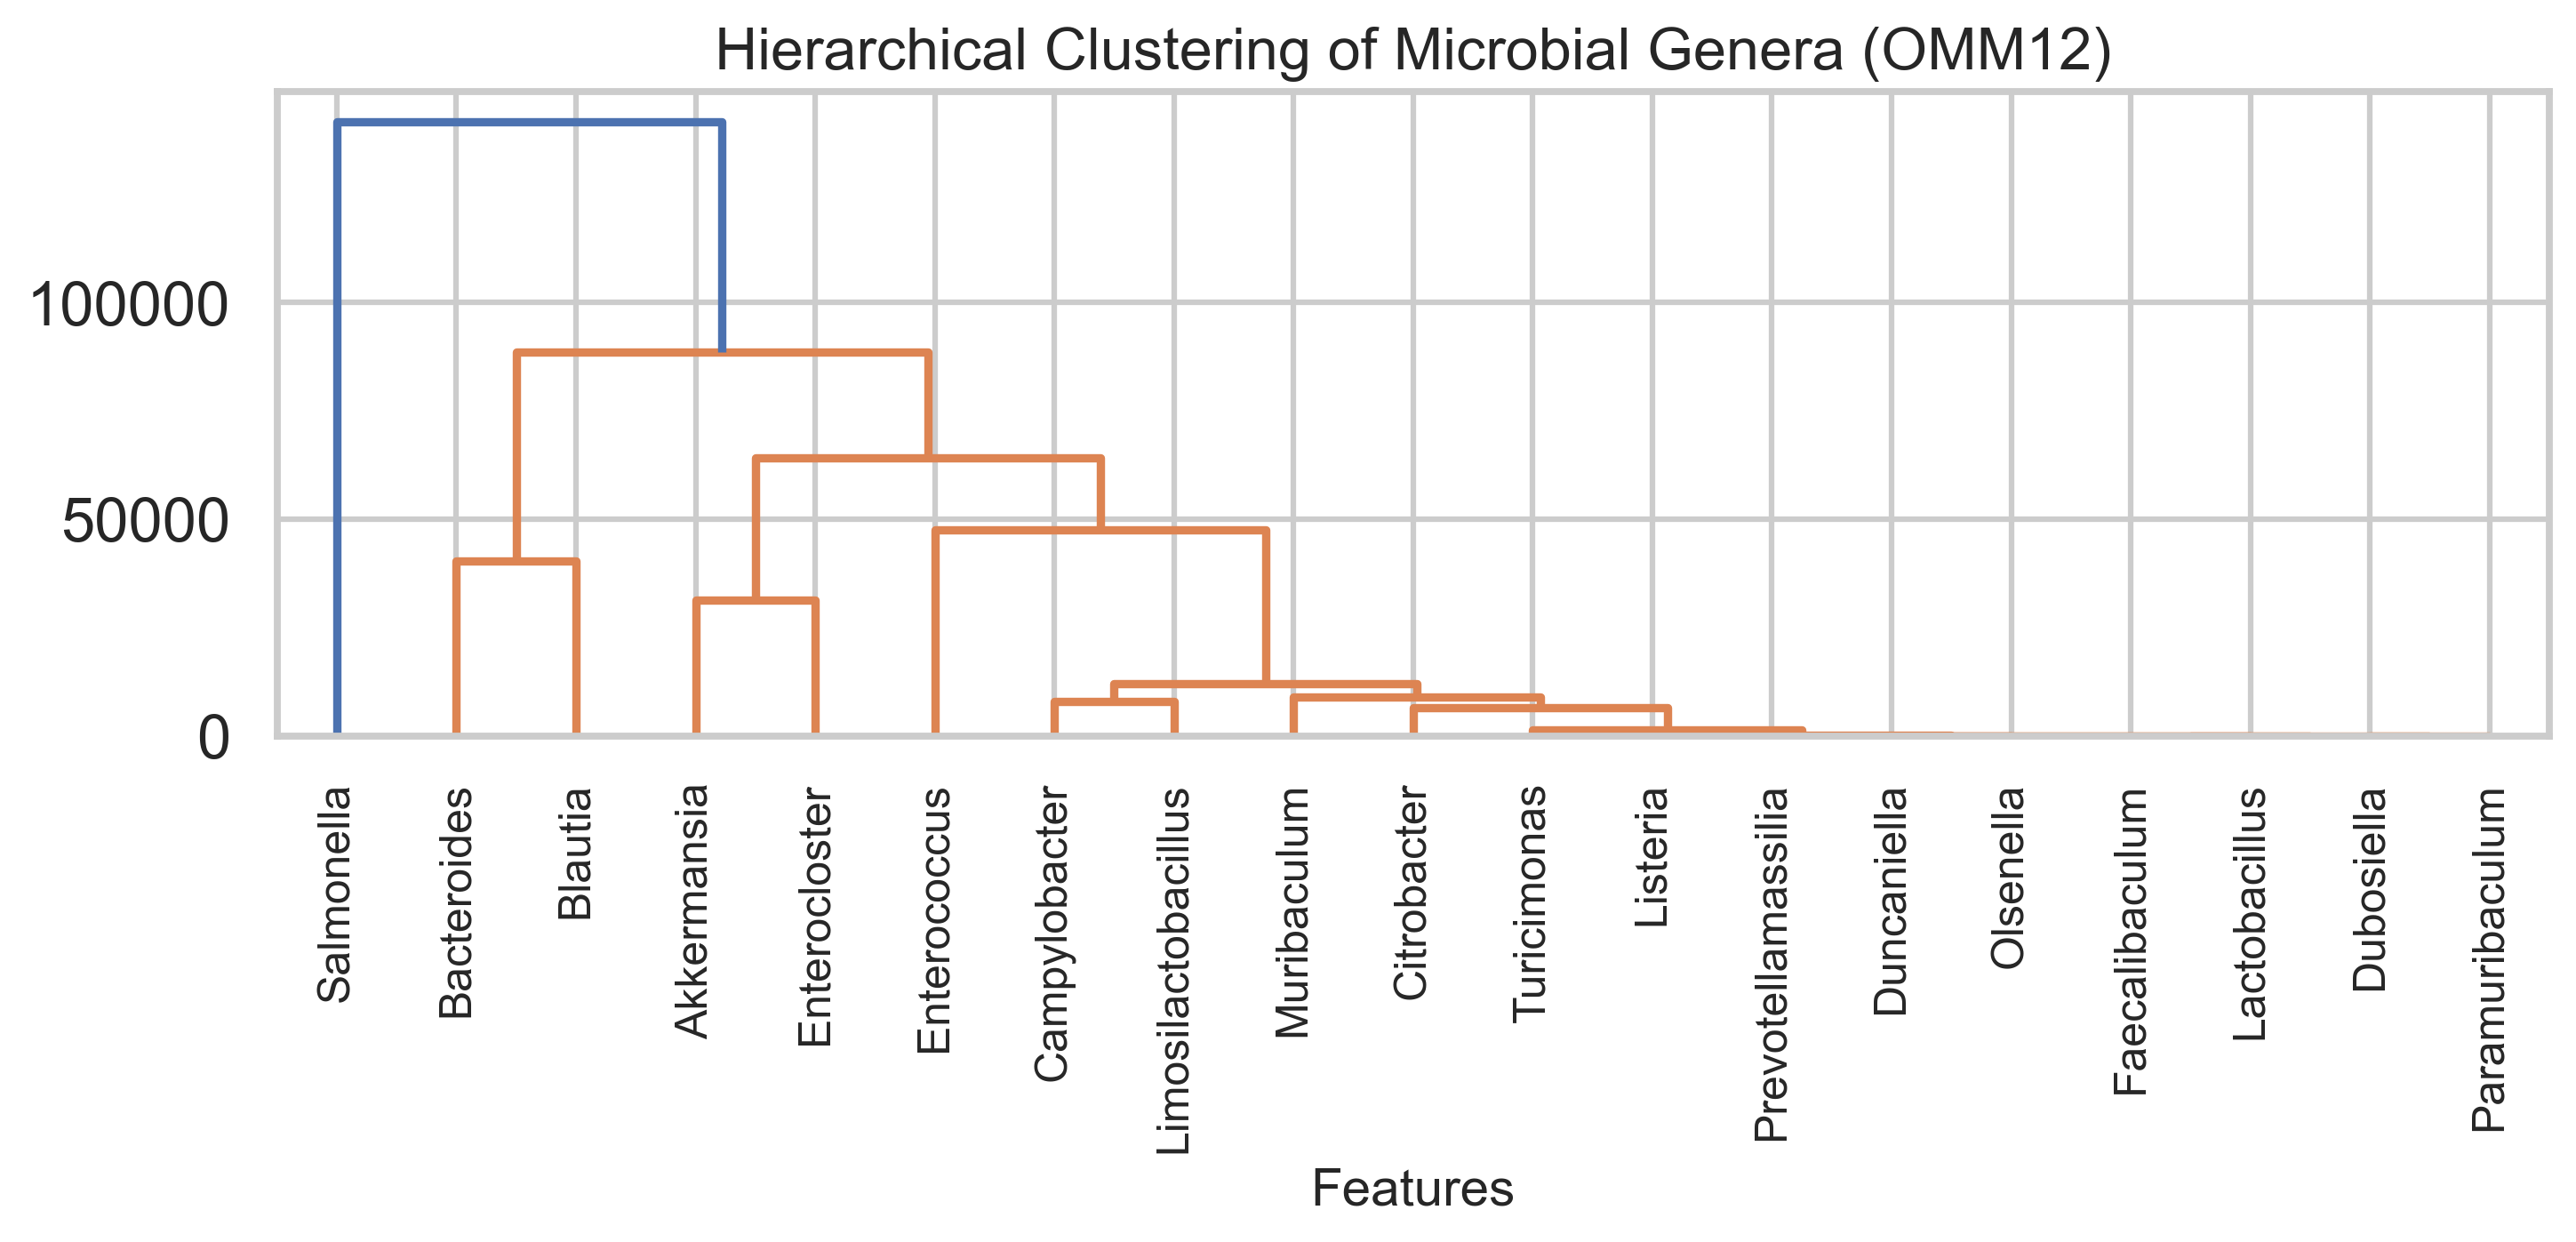 Hierarchical Clustering of Microbial Genera (OMM12)
100000
50000
0
Salmonella
Bacteroides
Blautia
Akkermansia
Enterocloster
Enterococcus
Campylobacter
Limosilactobacillus
Muribaculum
Citrobacter
Turicimonas
Listeria
Prevotellamassilia
Duncaniella
Olsenella
Faecalibaculum
Lactobacillus
Dubosiella
Paramuribaculum
Features